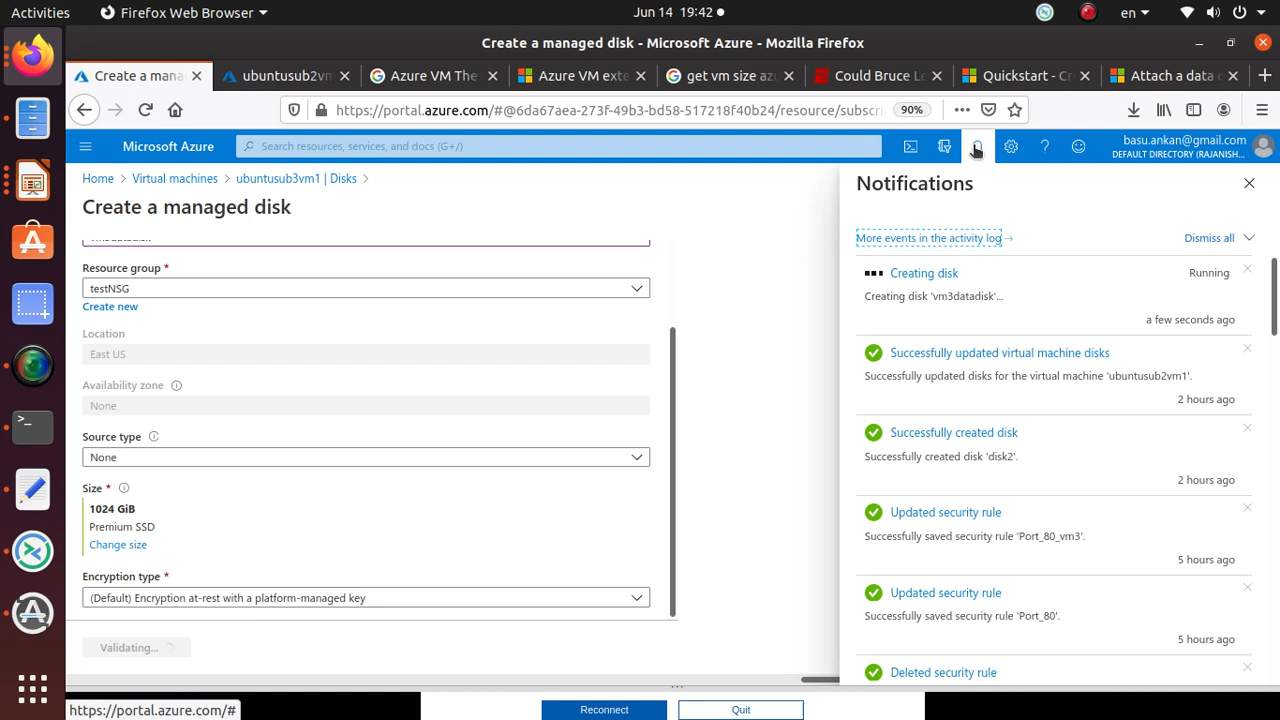 Activities
Firefox Web Browser
Jun 14 19:42
en
Create a managed disk - Microsoft Azure - Mozilla Firefox
Create a mana
ubuntusub2vm
Azure VM The
Azure VM exte
get vm size azu
Could Bruce Le
Quickstart - Cr
Attach a data c
https://portal.azure.com/#@6da67aea-273f-49b3-bd58-517218f40b24/resource/subscri
90%
Microsoft Azure
Search resources, services, and docs (G+/)
basu.ankan@gmail.com
DEFAULT DIRECTORY (RAJANISH...
Home > Virtual machines > ubuntusub3vm1 | Disks >
Create a managed disk
Resource group *
testNSG
Create new
Location
East US
Availability zone
None
Source type
None
Size *
1024 GiB
Premium SSD
Change size
Encryption type *
(Default) Encryption at-rest with a platform-managed key
Validating...
Notifications
More events in the activity log →
Dismiss all
Creating disk
Running
Creating disk 'vm3datadisk'...
a few seconds ago
Successfully updated virtual machine disks
Successfully updated disks for the virtual machine 'ubuntusub2vm1'.
2 hours ago
Successfully created disk
Successfully created disk 'disk2'.
2 hours ago
Updated security rule
Successfully saved security rule 'Port_80_vm3'.
5 hours ago
Updated security rule
Successfully saved security rule 'Port_80'.
5 hours ago
Deleted security rule
https://portal.azure.com/#
Reconnect
Quit